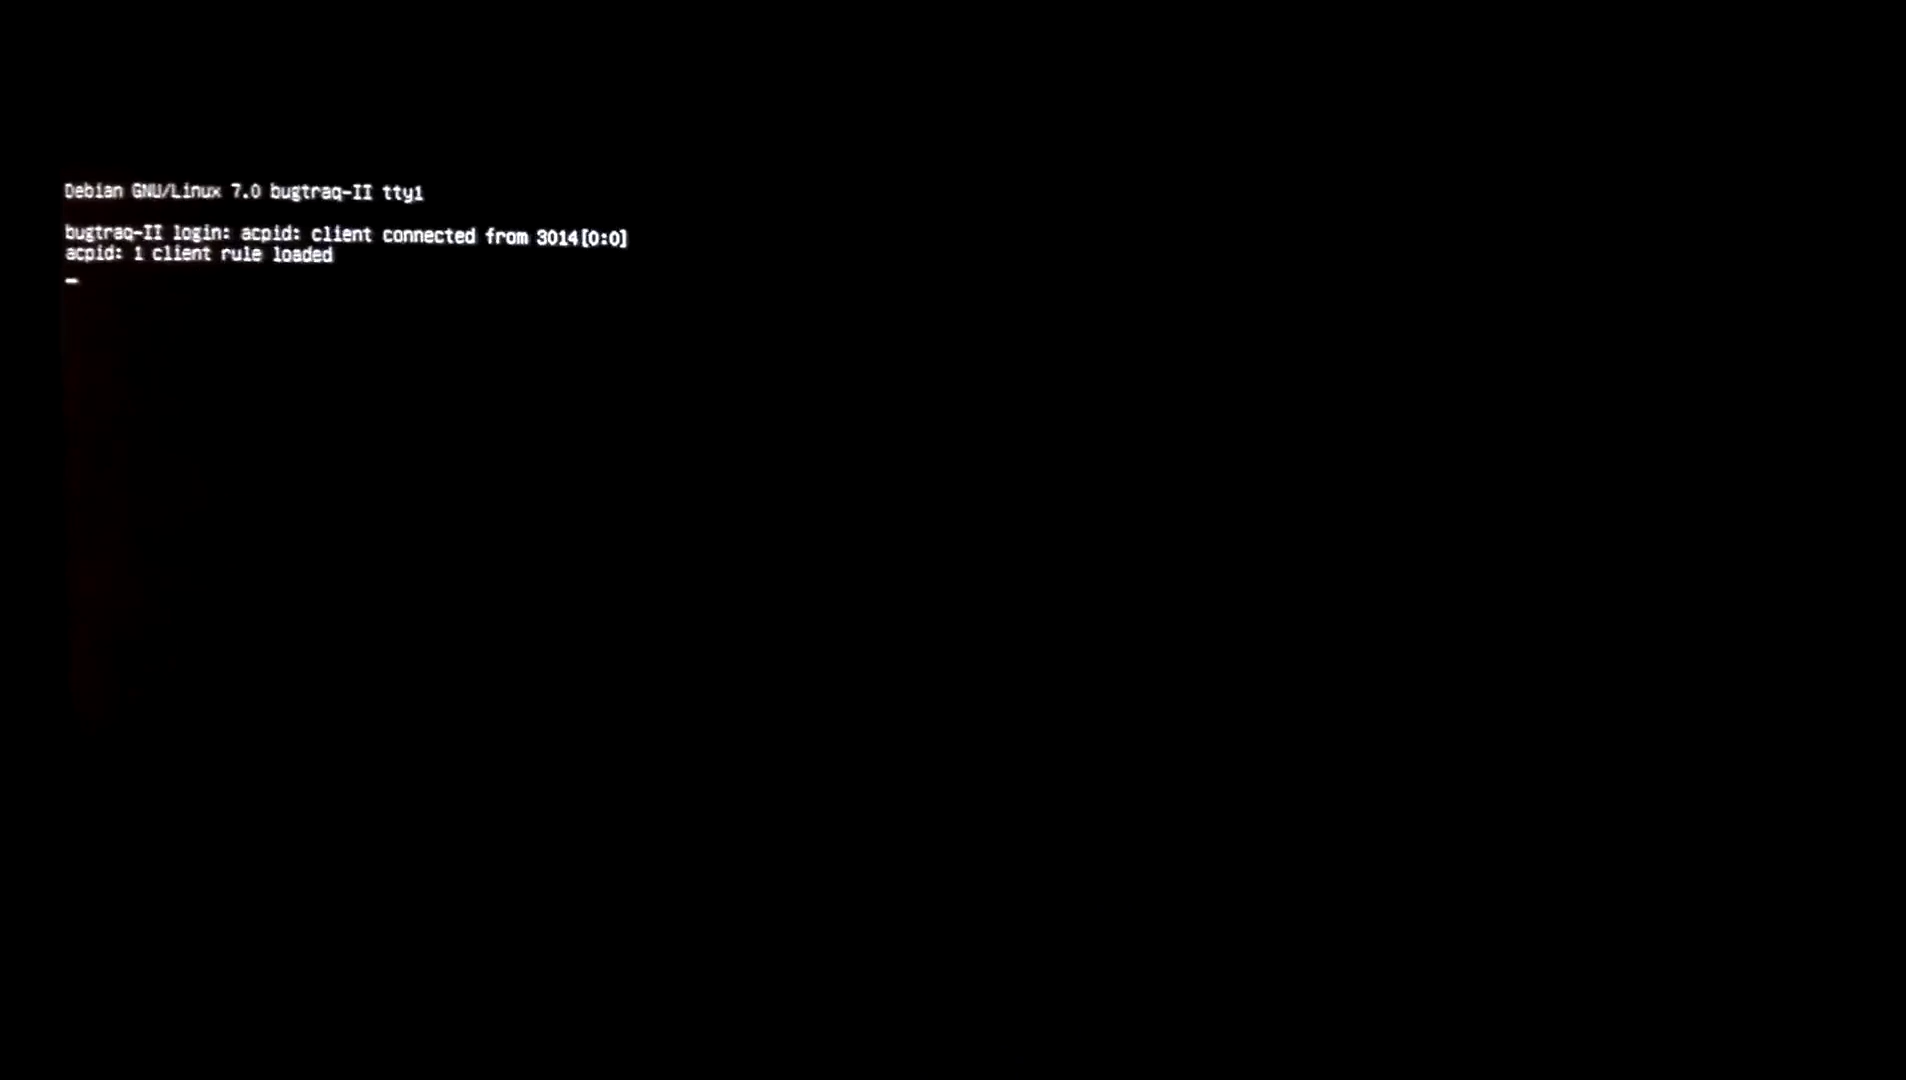 Debian GNU/Linux 7.0 bugtraq-II tty1
bugtraq-II login: acpid: client connected from 3014[0:0]
acpid: 1 client rule loaded